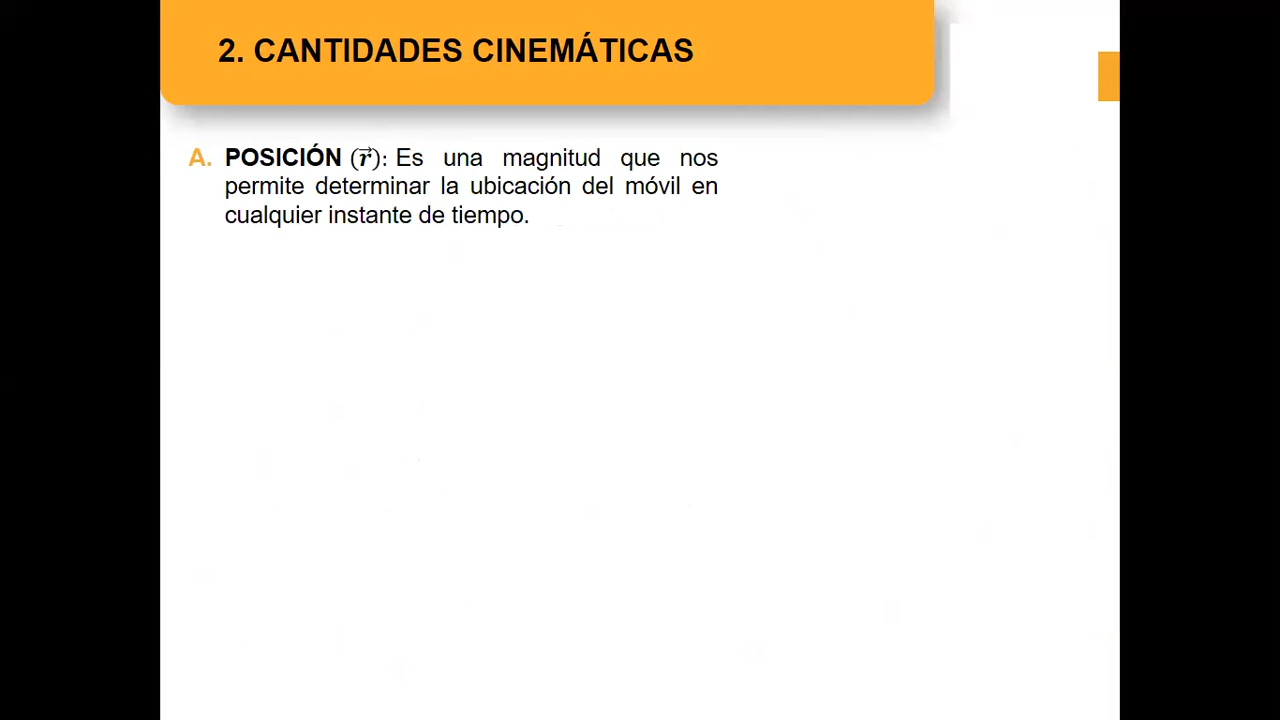 2. CANTIDADES CINEMÁTICAS
A. POSICIÓN (r⃗): Es una magnitud que nos
permite determinar la ubicación del móvil en
cualquier instante de tiempo.